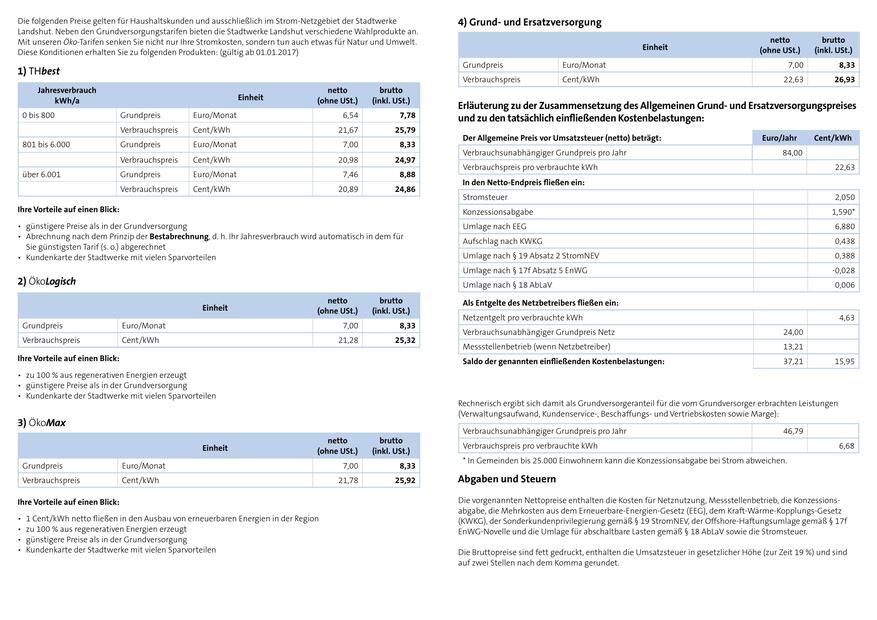 Die folgenden Preise gelten für Haushaltskunden und ausschließlich im Strom-Netzgebiet der Stadtwerke
Landshut. Neben den Grundversorgungstarifen bieten die Stadtwerke Landshut verschiedene Wahlprodukte an.
Mit unseren Öko-Tarifen senken Sie nicht nur Ihre Stromkosten, sondern tun auch etwas für Natur und Umwelt.
Diese Konditionen erhalten Sie zu folgenden Produkten: (gültig ab 01.01.2017)
1) THbest
Jahresverbrauch kWh/a Einheit netto (ohne USt.) brutto (inkl. USt.)
0 bis 800 Grundpreis Euro/Monat 6,54 7,78
Verbrauchspreis Cent/kWh 21,67 25,79
801 bis 6.000 Grundpreis Euro/Monat 7,00 8,33
Verbrauchspreis Cent/kWh 20,98 24,97
über 6.001 Grundpreis Euro/Monat 7,46 8,88
Verbrauchspreis Cent/kWh 20,89 24,86
Ihre Vorteile auf einen Blick:
• günstigere Preise als in der Grundversorgung
• Abrechnung nach dem Prinzip der Bestabrechnung, d. h. Ihr Jahresverbrauch wird automatisch in dem für
Sie günstigsten Tarif (s. o.) abgerechnet
• Kundenkarte der Stadtwerke mit vielen Sparvorteilen
2) ÖkoLogisch
Einheit netto (ohne USt.) brutto (inkl. USt.)
Grundpreis Euro/Monat 7,00 8,33
Verbrauchspreis Cent/kWh 21,28 25,32
Ihre Vorteile auf einen Blick:
• zu 100 % aus regenerativen Energien erzeugt
• günstigere Preise als in der Grundversorgung
• Kundenkarte der Stadtwerke mit vielen Sparvorteilen
3) ÖkoMax
Einheit netto (ohne USt.) brutto (inkl. USt.)
Grundpreis Euro/Monat 7,00 8,33
Verbrauchspreis Cent/kWh 21,78 25,92
Ihre Vorteile auf einen Blick:
• 1 Cent/kWh netto fließen in den Ausbau von erneuerbaren Energien in der Region
• zu 100 % aus regenerativen Energien erzeugt
• günstigere Preise als in der Grundversorgung
• Kundenkarte der Stadtwerke mit vielen Sparvorteilen
4) Grund- und Ersatzversorgung
Einheit netto (ohne USt.) brutto (inkl. USt.)
Grundpreis Euro/Monat 7,00 8,33
Verbrauchspreis Cent/kWh 22,63 26,93
Erläuterung zu der Zusammensetzung des Allgemeinen Grund- und Ersatzversorgungspreises
und zu den tatsächlich einfließenden Kostenbelastungen:
Der Allgemeine Preis vor Umsatzsteuer (netto) beträgt: Euro/Jahr Cent/kWh
Verbrauchsunabhängiger Grundpreis pro Jahr 84,00
Verbrauchspreis pro verbrauchte kWh 22,63
In den Netto-Endpreis fließen ein:
Stromsteuer 2,050
Konzessionsabgabe 1,590*
Umlage nach EEG 6,880
Aufschlag nach KWKG 0,438
Umlage nach § 19 Absatz 2 StromNEV 0,388
Umlage nach § 17f Absatz 5 EnWG -0,028
Umlage nach § 18 AbLaV 0,006
Als Entgelte des Netzbetreibers fließen ein:
Netzentgelt pro verbrauchte kWh 4,63
Verbrauchsunabhängiger Grundpreis Netz 24,00
Messstellenbetrieb (wenn Netzbetreiber) 13,21
Saldo der genannten einfließenden Kostenbelastungen: 37,21 15,95
Rechnerisch ergibt sich damit als Grundversorgeranteil für die vom Grundversorger erbrachten Leistungen
(Verwaltungsaufwand, Kundenservice-, Beschaffungs- und Vertriebskosten sowie Marge):
Verbrauchsunabhängiger Grundpreis pro Jahr 46,79
Verbrauchspreis pro verbrauchte kWh 6,68
* In Gemeinden bis 25.000 Einwohnern kann die Konzessionsabgabe bei Strom abweichen.
Abgaben und Steuern
Die vorgenannten Nettopreise enthalten die Kosten für Netznutzung, Messstellenbetrieb, die Konzessions-
abgabe, die Mehrkosten aus dem Erneuerbare-Energien-Gesetz (EEG), dem Kraft-Wärme-Kopplungs-Gesetz
(KWKG), der Sonderkundenprivilegierung gemäß § 19 StromNEV, der Offshore-Haftungsumlage gemäß § 17f
EnWG-Novelle und die Umlage für abschaltbare Lasten gemäß § 18 AbLaV sowie die Stromsteuer.
Die Bruttopreise sind fett gedruckt, enthalten die Umsatzsteuer in gesetzlicher Höhe (zur Zeit 19 %) und sind
auf zwei Stellen nach dem Komma gerundet.